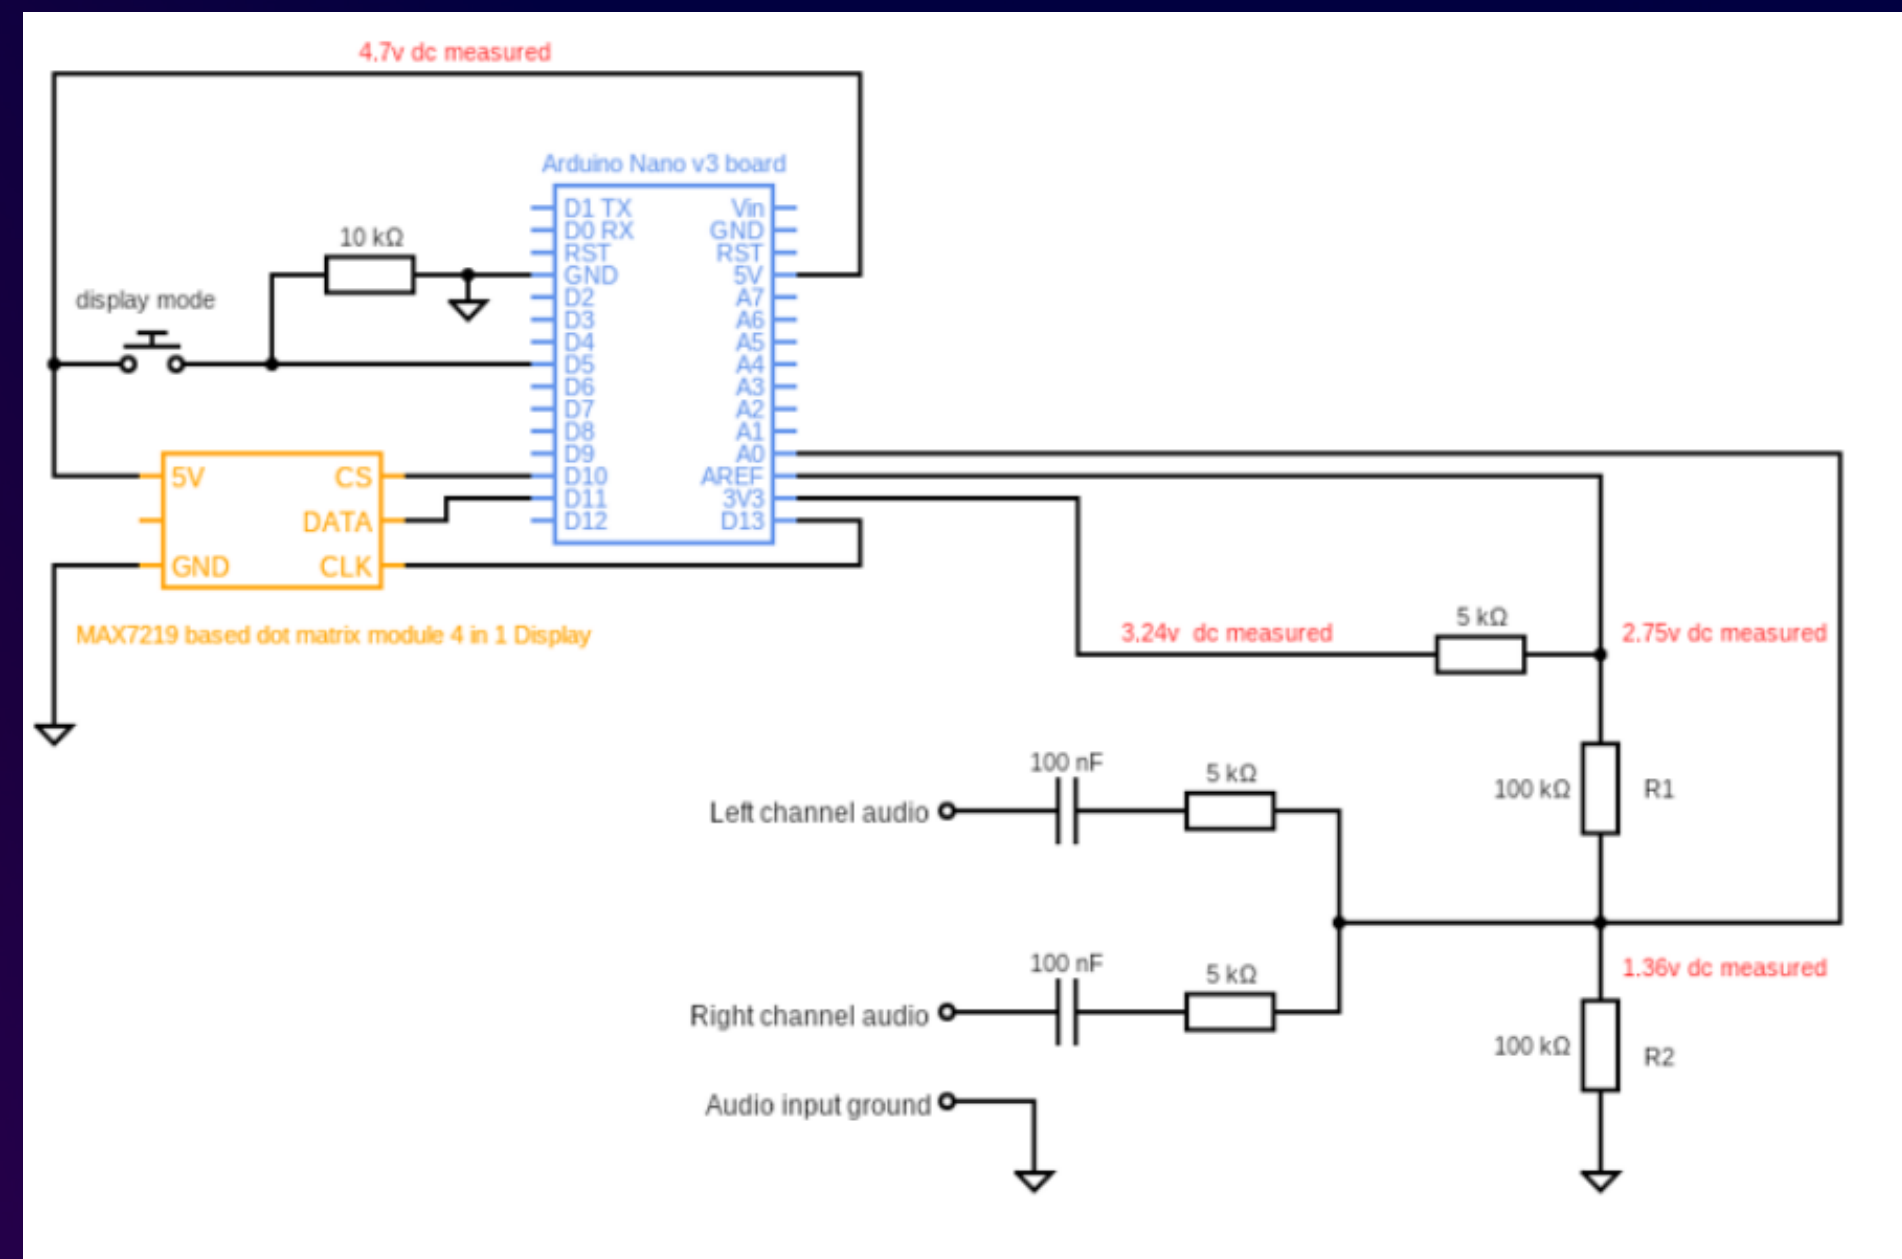 4.7v dc measured
Arduino Nano v3 board
D1 TX
D0 RX
RST
GND
D2
D3
D4
D5
D6
D7
D8
D9
D10
D11
D12
Vin
GND
RST
5V
A7
A6
A5
A4
A3
A2
A1
A0
AREF
3V3
D13
10 kΩ
display mode
5V
GND
CS
DATA
CLK
MAX7219 based dot matrix module 4 in 1 Display
3.24v dc measured
5 kΩ
2.75v dc measured
100 nF
5 kΩ
Left channel audio
100 kΩ
R1
100 nF
5 kΩ
Right channel audio
1.36v dc measured
100 kΩ
R2
Audio input ground